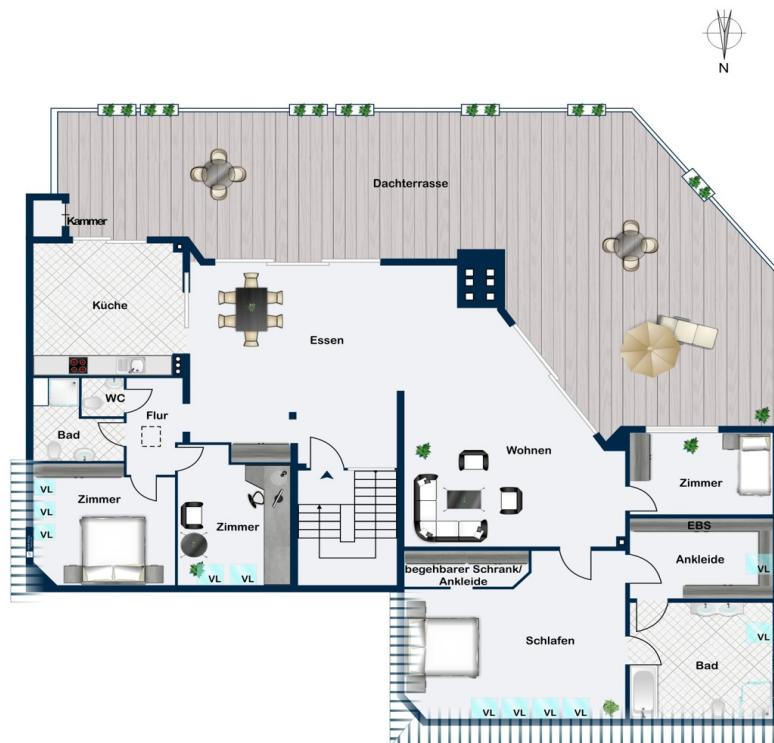 N
Dachterrasse
Kammer
Küche
Essen
WC
Flur
Bad
Wohnen
Zimmer
Zimmer
Zimmer
VL
VL
VL
VL
VL
EBS
Ankleide
VL
begehbarer Schrank/
Ankleide
Schlafen
VL
Bad
VL
VL
VL
VL